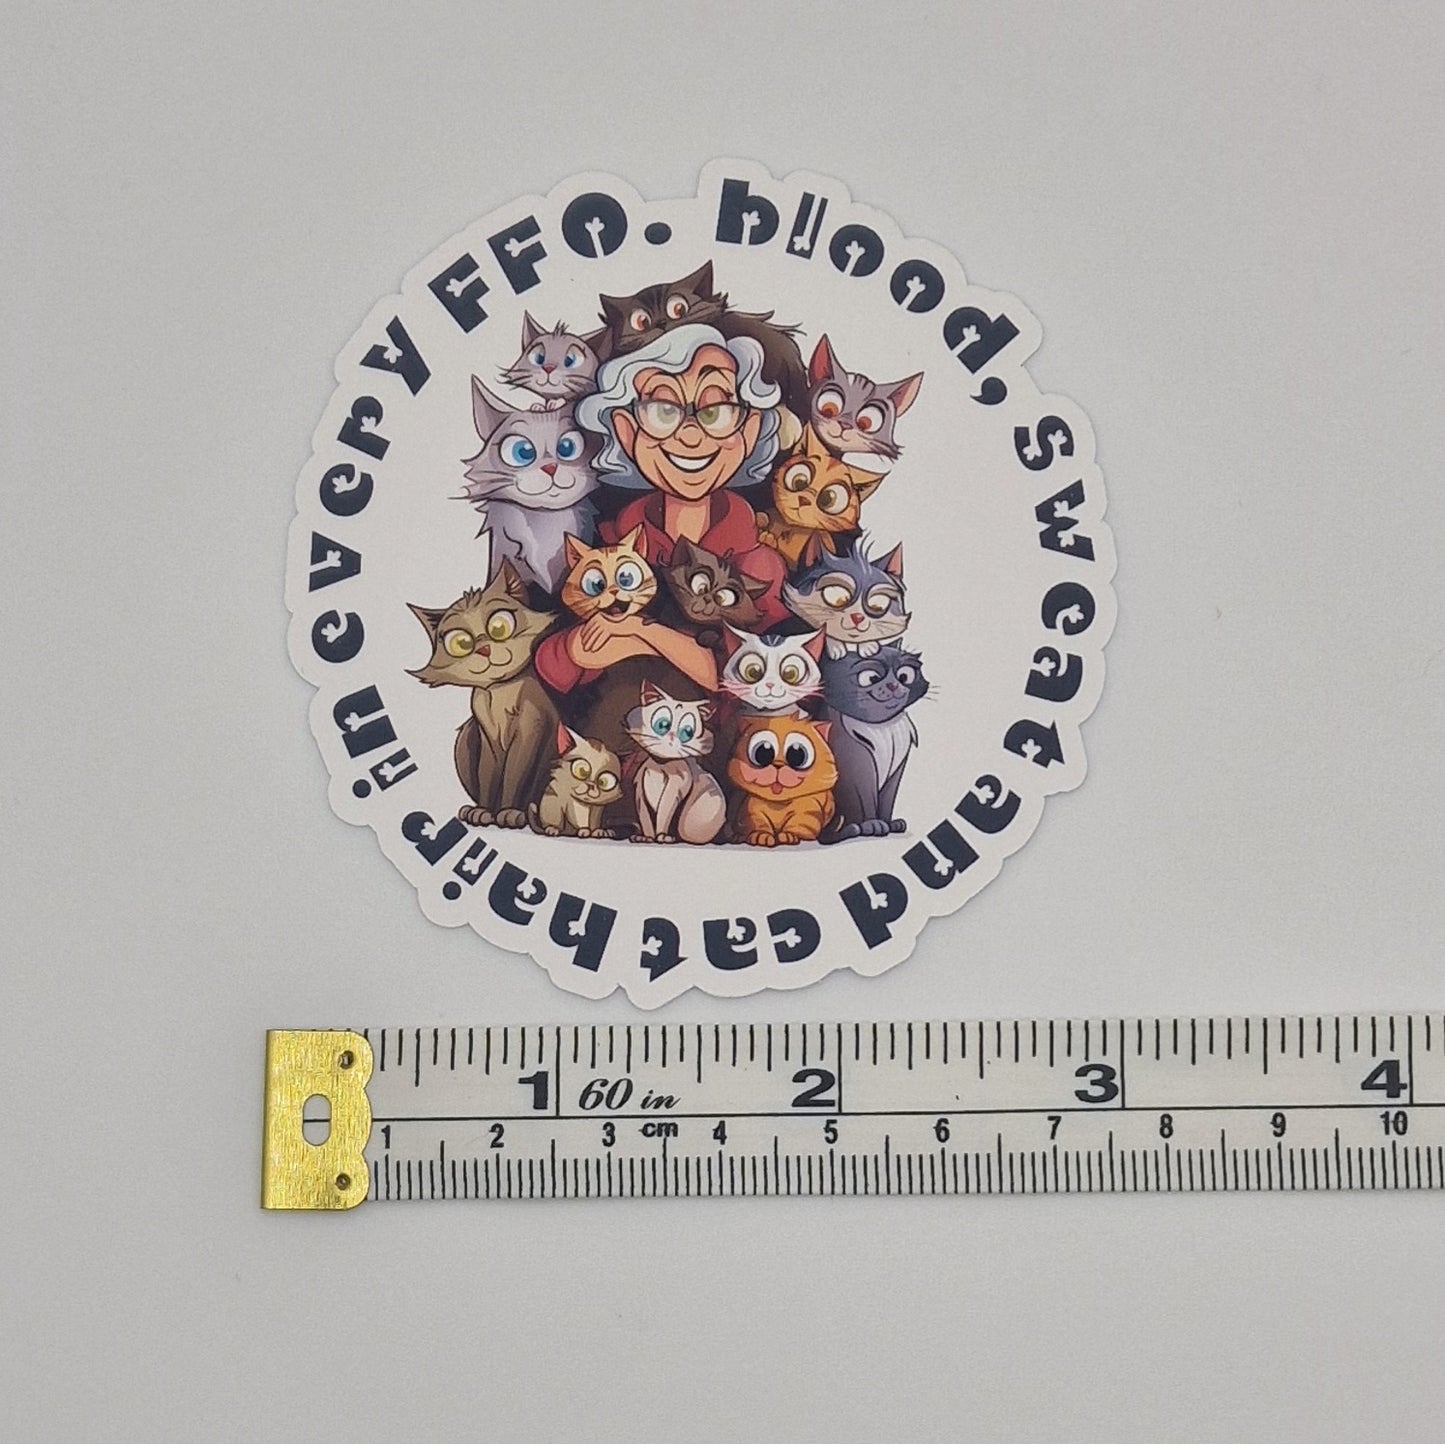 blood, sweat and cat hair in every FFO.
1 60 in 2 3 4
1 2 3 cm 4 5 6 7 8 9 10